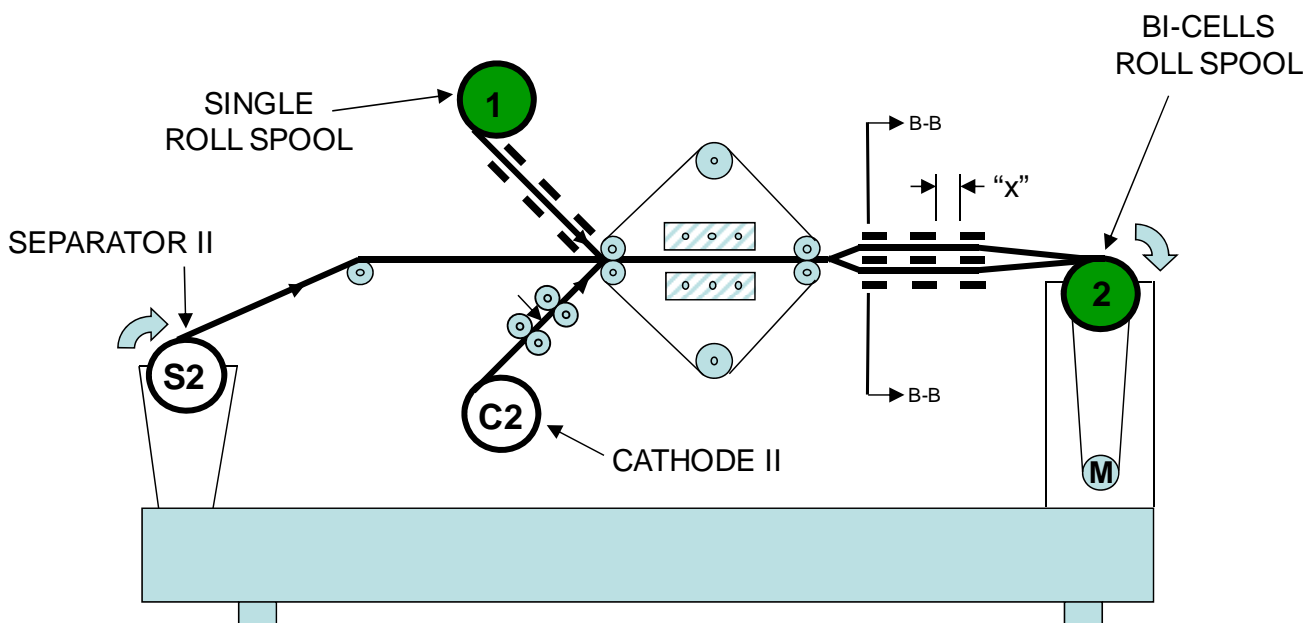 BI-CELLS
ROLL SPOOL
SINGLE
ROLL SPOOL
1
B-B
“x”
SEPARATOR II
2
S2
C2
B-B
CATHODE II
M